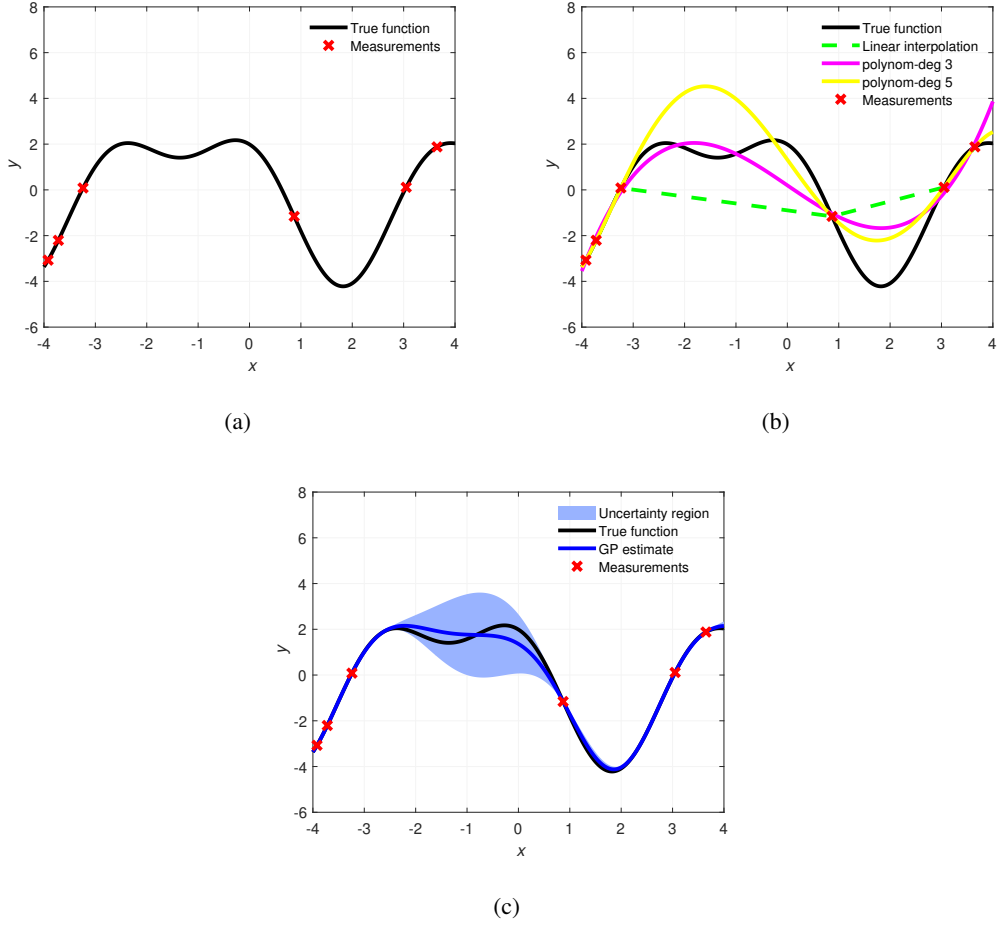 8
6
4
2
0
-2
-4
-6
y
-4 -3 -2 -1 0 1 2 3 4
x
True function
Measurements
(a)
8
6
4
2
0
-2
-4
-6
y
-4 -3 -2 -1 0 1 2 3 4
x
True function
Linear interpolation
polynom-deg 3
polynom-deg 5
Measurements
(b)
8
6
4
2
0
-2
-4
-6
y
-4 -3 -2 -1 0 1 2 3 4
x
Uncertainty region
True function
GP estimate
Measurements
(c)